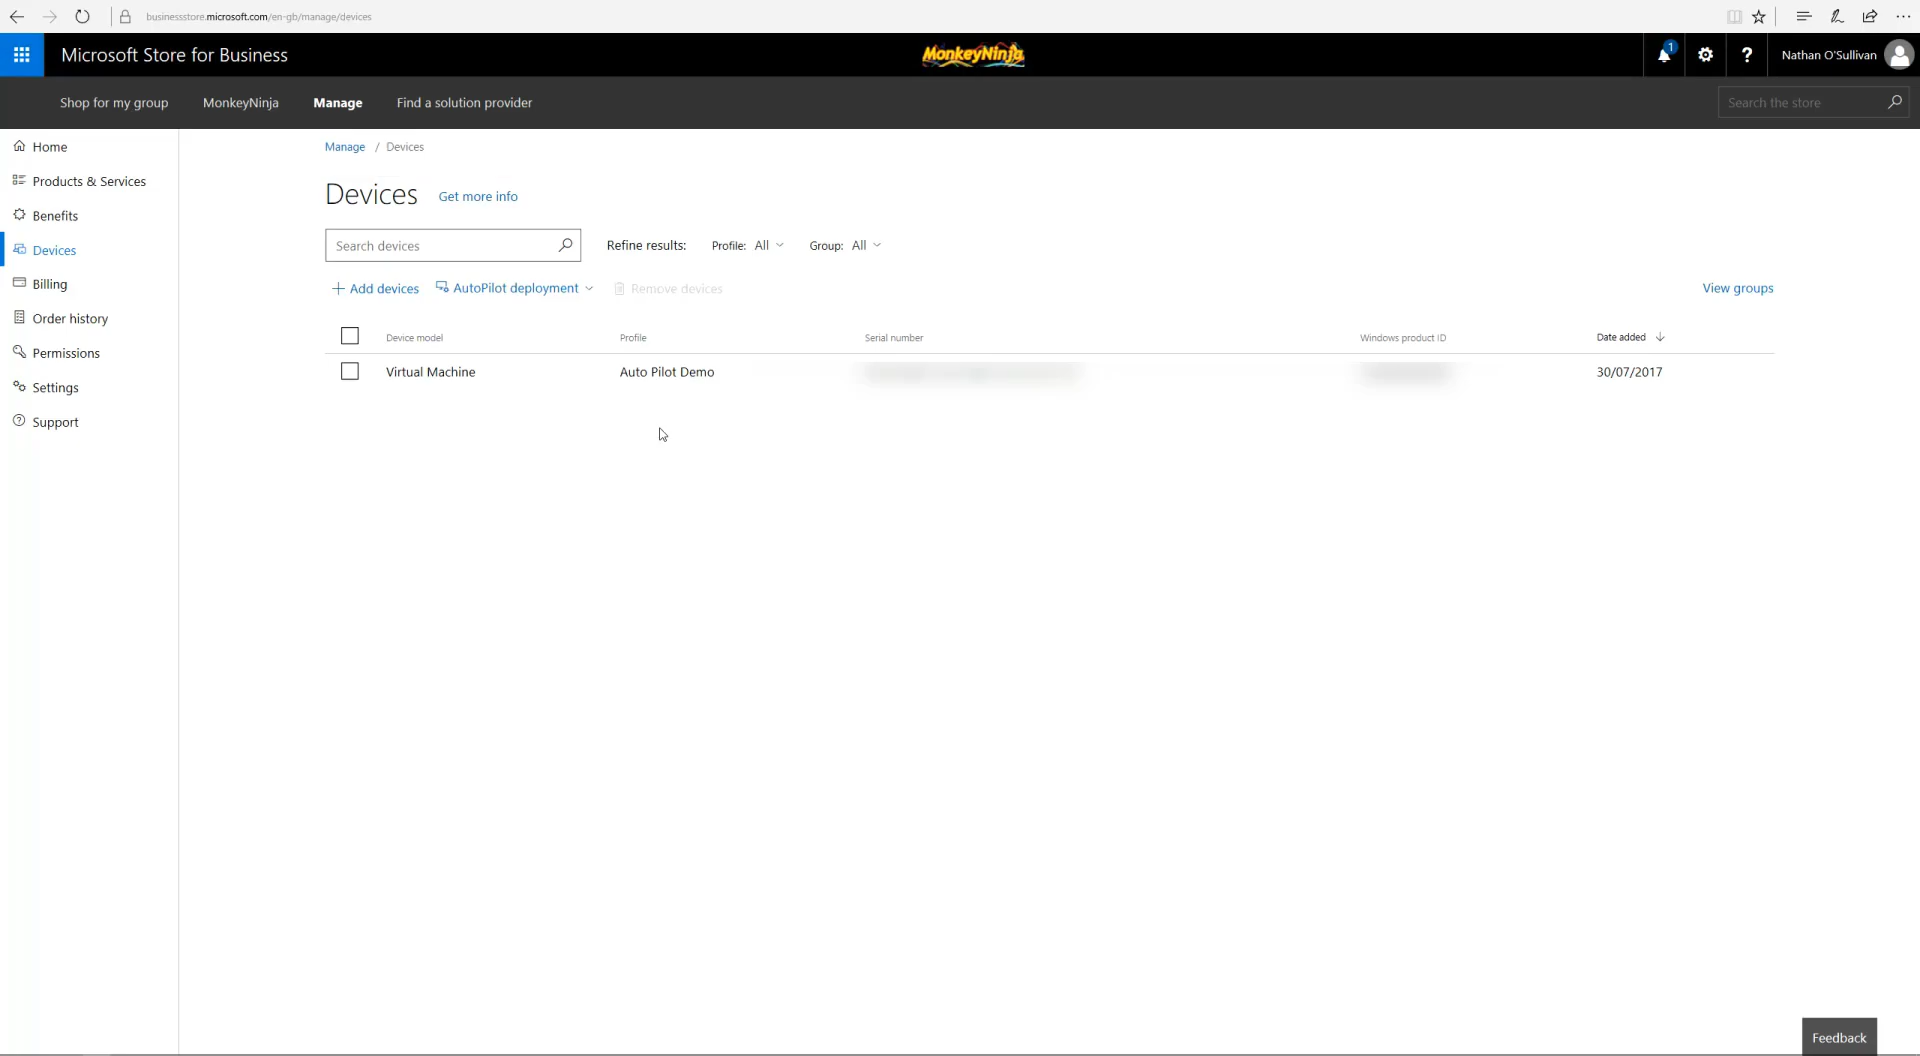 businessstore.microsoft.com/en-gb/manage/devices
Microsoft Store for Business
MonkeyNinja
1
?
Nathan O'Sullivan
Shop for my group
MonkeyNinja
Manage
Find a solution provider
Search the store
Home
Products & Services
Benefits
Devices
Billing
Order history
Permissions
Settings
Support
Manage / Devices
Devices Get more info
Search devices
Refine results: Profile: All Group: All
Add devices AutoPilot deployment Remove devices View groups
Device model Profile Serial number Windows product ID Date added
Virtual Machine Auto Pilot Demo 30/07/2017
Feedback